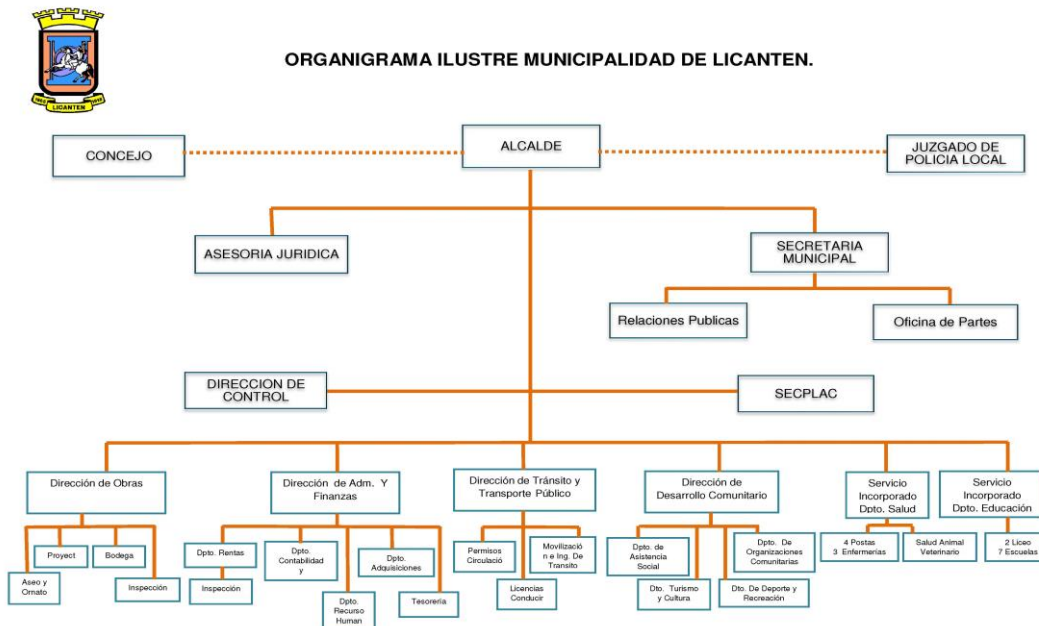 ORGANIGRAMA ILUSTRE MUNICIPALIDAD DE LICANTEN.
LICANTEN
CONCEJO
ALCALDE
JUZGADO DE
POLICIA LOCAL
ASESORIA JURIDICA
SECRETARIA
MUNICIPAL
Relaciones Publicas
Oficina de Partes
DIRECCION DE
CONTROL
SECPLAC
Dirección de Obras
Dirección de Adm. Y
Finanzas
Dirección de Tránsito y
Transporte Público
Dirección de
Desarrollo Comunitario
Servicio
Incorporado
Dpto. Salud
Servicio
Incorporado
Dpto. Educación
Aseo y
Ornato
Proyect
Bodega
Inspección
Dpto. Rentas
Inspección
Dpto.
Contabilidad
y
Dpto.
Recurso
Human
Dpto.
Adquisiciones
Tesoreria
Permisos
Circulació
Licencias
Conducir
Movilizació
n e Ing. De
Transito
Dpto. de
Asistencia
Social
Dto. Turismo
y Cultura
Dpto. De
Organizaciones
Comunitarias
Dto. De Deporte y
Recreación
4 Postas
3 Enfermerías
Salud Animal
Veterinario
2 Liceo
7 Escuelas